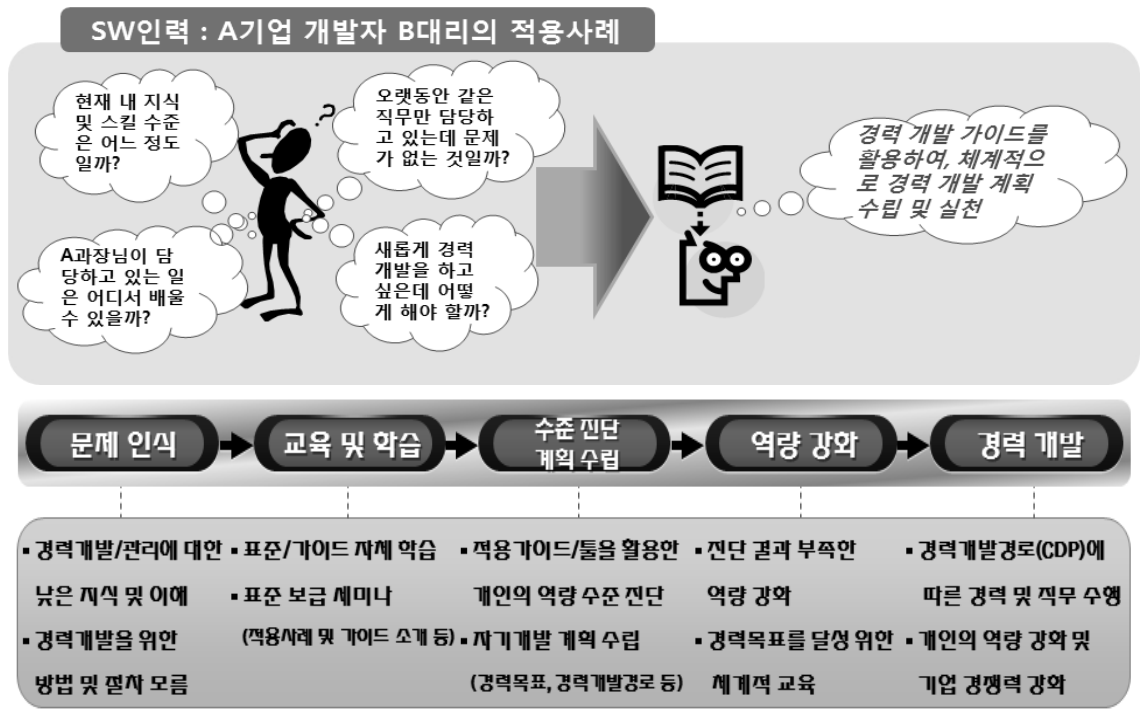 SW인력 : A기업 개발자 B대리의 적용사례
현재 내 지식
및 스킬 수준
은 어느 정도
일까?
오랫동안 같은
직무만 담당하
고 있는데 문제
가 없는 것일까?
A과장님이 담
당하고 있는 일
은 어디서 배울
수 있을까?
새롭게 경력
개발을 하고
싶은데 어떻
게 해야 할까?
경력 개발 가이드를
활용하여, 체계적으
로 경력 개발 계획
수립 및 실천
문제 인식
교육 및 학습
수준 진단
계획 수립
역량 강화
경력 개발
▪ 경력개발/관리에 대한
낮은 지식 및 이해
▪ 경력개발을 위한
방법 및 절차 모름
▪ 표준/가이드 자체 학습
▪ 표준 보급 세미나
(적용사례 및 가이드 소개 등)
▪ 적용가이드/툴을 활용한
개인의 역량 수준 진단
▪ 자기개발 계획 수립
(경력목표, 경력개발경로 등)
▪ 진단 결과 부족한
역량 강화
▪ 경력목표를 달성 위한
체계적 교육
▪ 경력개발경로(CDP)에
따른 경력 및 직무 수행
▪ 개인의 역량 강화 및
기업 경쟁력 강화